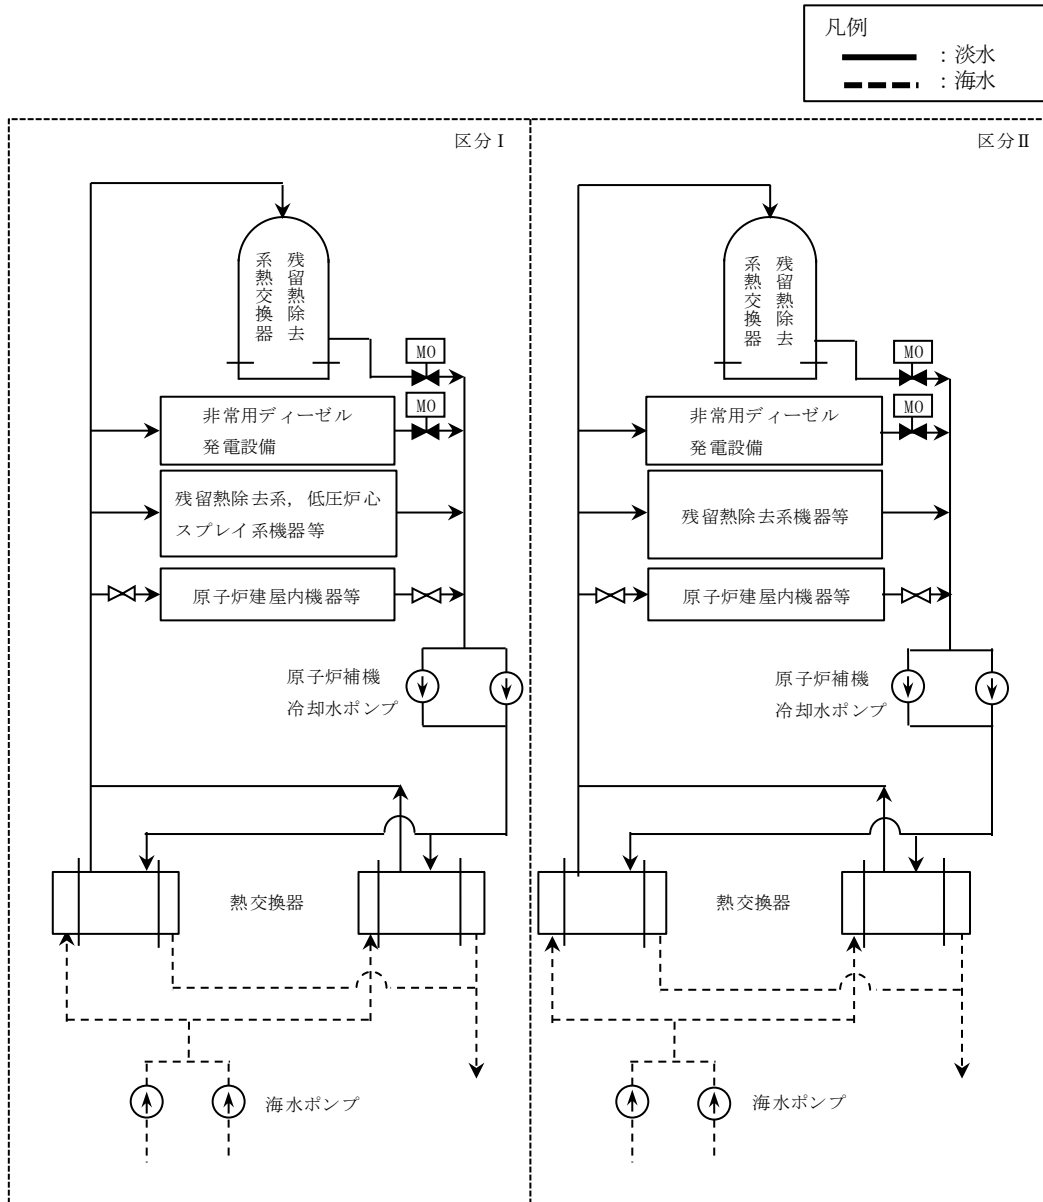 凡例
：淡水
：海水
区分Ⅰ
残留熱除去
系熱交換器
MO
MO
非常用ディーゼル
発電設備
残留熱除去系，低圧炉心
スプレイ系機器等
原子炉建屋内機器等
原子炉補機
冷却水ポンプ
熱交換器
海水ポンプ
区分Ⅱ
残留熱除去
系熱交換器
MO
MO
非常用ディーゼル
発電設備
残留熱除去系機器等
原子炉建屋内機器等
原子炉補機
冷却水ポンプ
熱交換器
海水ポンプ